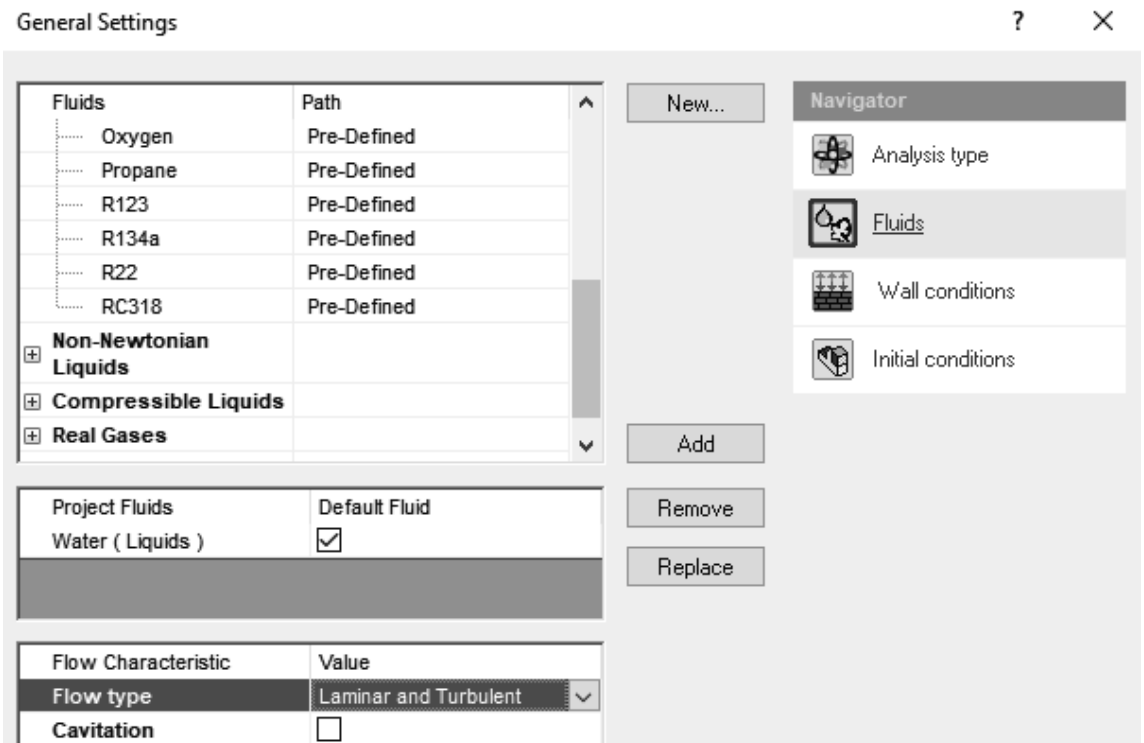 General Settings ? ×
Fluids Path
Oxygen Pre-Defined
Propane Pre-Defined
R123 Pre-Defined
R134a Pre-Defined
R22 Pre-Defined
RC318 Pre-Defined
Non-Newtonian
Liquids
Compressible Liquids
Real Gases
New...
Add
Project Fluids Default Fluid
Water ( Liquids )
Remove
Replace
Flow Characteristic Value
Flow type Laminar and Turbulent
Cavitation
Navigator
Analysis type
Fluids
Wall conditions
Initial conditions